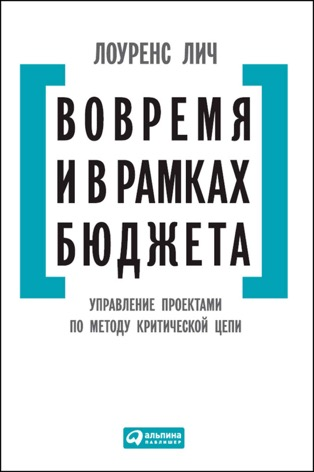 ЛОУРЕНС ЛИЧ
ВОВРЕМЯ
И В РАМКАХ
БЮДЖЕТА
УПРАВЛЕНИЕ ПРОЕКТАМИ
ПО МЕТОДУ КРИТИЧЕСКОЙ ЦЕПИ
АЛЬПИНА
ПАБЛИШЕР